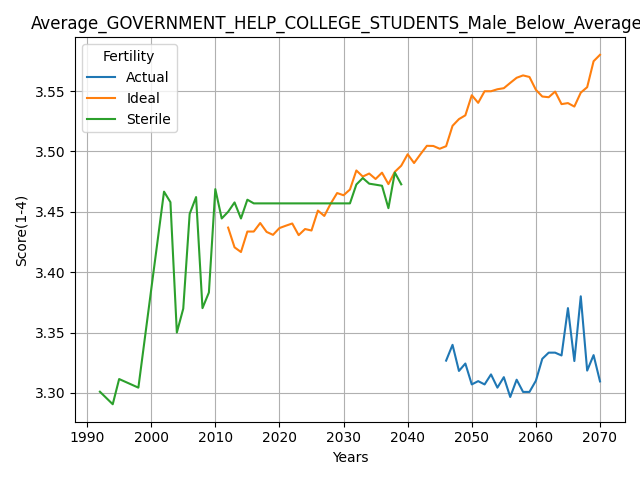 Average_GOVERNMENT_HELP_COLLEGE_STUDENTS_Male_Below_Average
Fertility
Actual
Ideal
Sterile
3.55
3.50
3.45
3.40
3.35
3.30
Score(1-4)
1990 2000 2010 2020 2030 2040 2050 2060 2070
Years